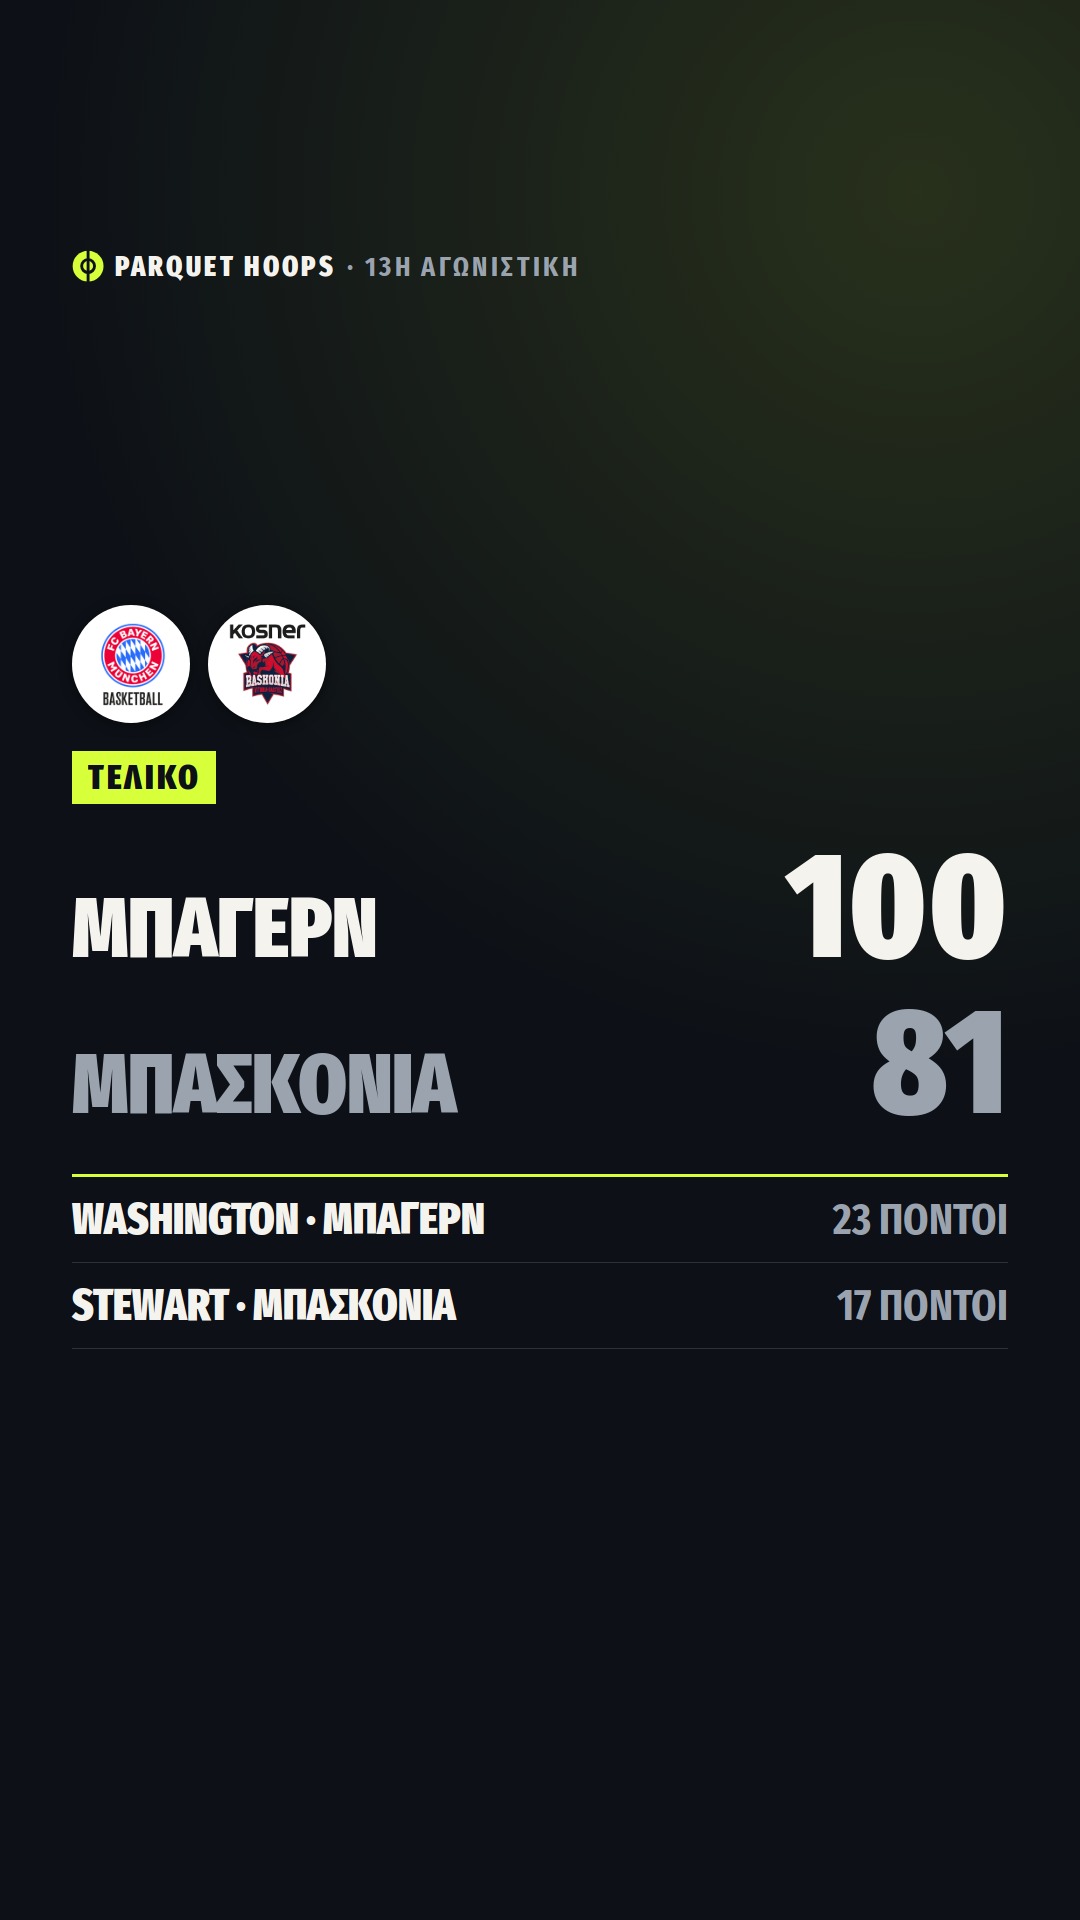 PARQUET HOOPS · 13Η ΑΓΩΝΙΣΤΙΚΗ
FC BAYERN
MÜNCHEN
BASKETBALL
KOSNER
BASKONIA
ΤΕΛΙΚΟ
ΜΠΑΓΕΡΝ 100
ΜΠΑΣΚΟΝΙΑ 81
WASHINGTON · ΜΠΑΓΕΡΝ 23 ΠΟΝΤΟΙ
STEWART · ΜΠΑΣΚΟΝΙΑ 17 ΠΟΝΤΟΙ